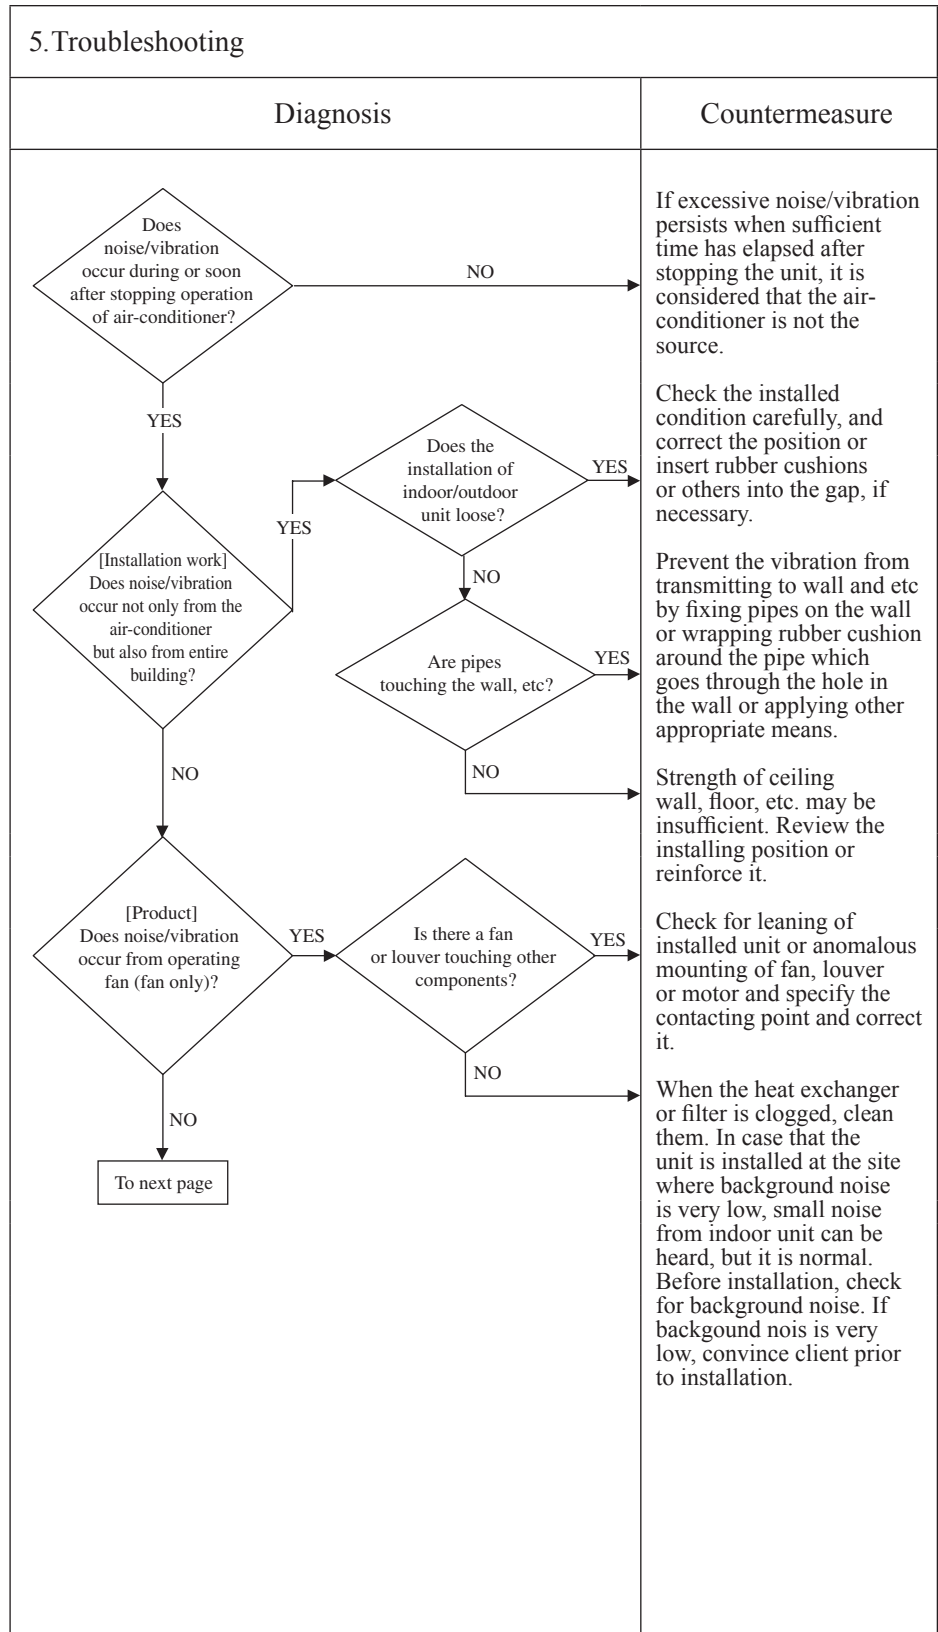 5.Troubleshooting
Diagnosis
Countermeasure
Does
noise/vibration
occur during or soon
after stopping operation
of air-conditioner?
NO
If excessive noise/vibration
persists when sufficient
time has elapsed after
stopping the unit, it is
considered that the air-
conditioner is not the
source.
YES
[Installation work]
Does noise/vibration
occur not only from the
air-conditioner
but also from entire
building?
YES
Does the
installation of
indoor/outdoor
unit loose?
YES
Check the installed
condition carefully, and
correct the position or
insert rubber cushions
or others into the gap, if
necessary.
NO
Are pipes
touching the wall, etc?
YES
Prevent the vibration from
transmitting to wall and etc
by fixing pipes on the wall
or wrapping rubber cushion
around the pipe which
goes through the hole in
the wall or applying other
appropriate means.
NO
Strength of ceiling
wall, floor, etc. may be
insufficient. Review the
installing position or
reinforce it.
NO
[Product]
Does noise/vibration
occur from operating
fan (fan only)?
YES
Is there a fan
or louver touching other
components?
YES
Check for leaning of
installed unit or anomalous
mounting of fan, louver
or motor and specify the
contacting point and correct
it.
NO
When the heat exchanger
or filter is clogged, clean
them. In case that the
unit is installed at the site
where background noise
is very low, small noise
from indoor unit can be
heard, but it is normal.
Before installation, check
for background noise. If
backgound nois is very
low, convince client prior
to installation.
NO
To next page